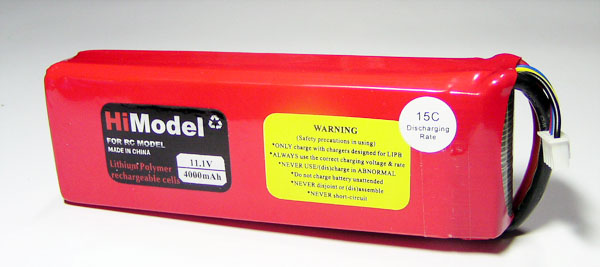 HiModel
FOR RC MODEL
MADE IN CHINA
Lithium Polymer
rechargeable cells
11.1V
4000mAh
WARNING
(Safety precautions in using)
*ONLY charge with chargers designed for LIPB
*ALWAYS use the correct charging voltage & rate
*NEVER USE/(dis)charge in ABNORMAL
*Do not charge battery unattended
*NEVER disjoint or (dis)assemble
*NEVER short-circuit
15C
Discharging
Rate